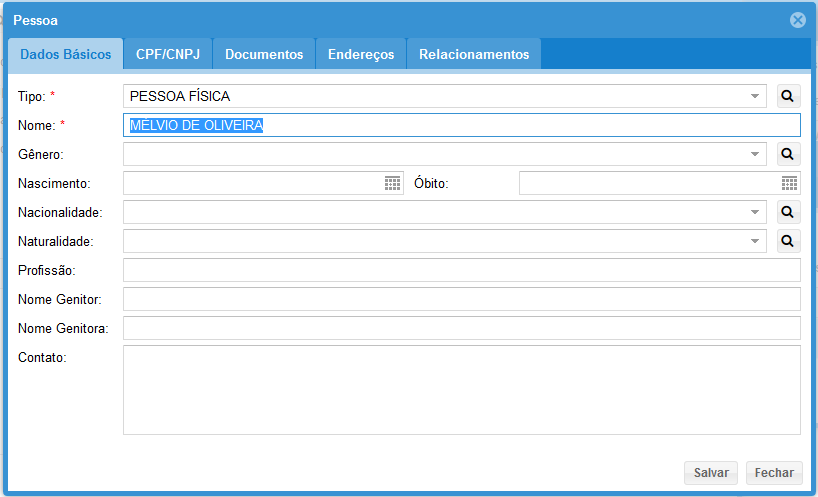 Pessoa
Dados Básicos CPF/CNPJ Documentos Endereços Relacionamentos
Tipo: * PESSOA FÍSICA
Nome: * MÉLVIO DE OLIVEIRA
Gênero:
Nascimento: Óbito:
Nacionalidade:
Naturalidade:
Profissão:
Nome Genitor:
Nome Genitora:
Contato:
Salvar Fechar